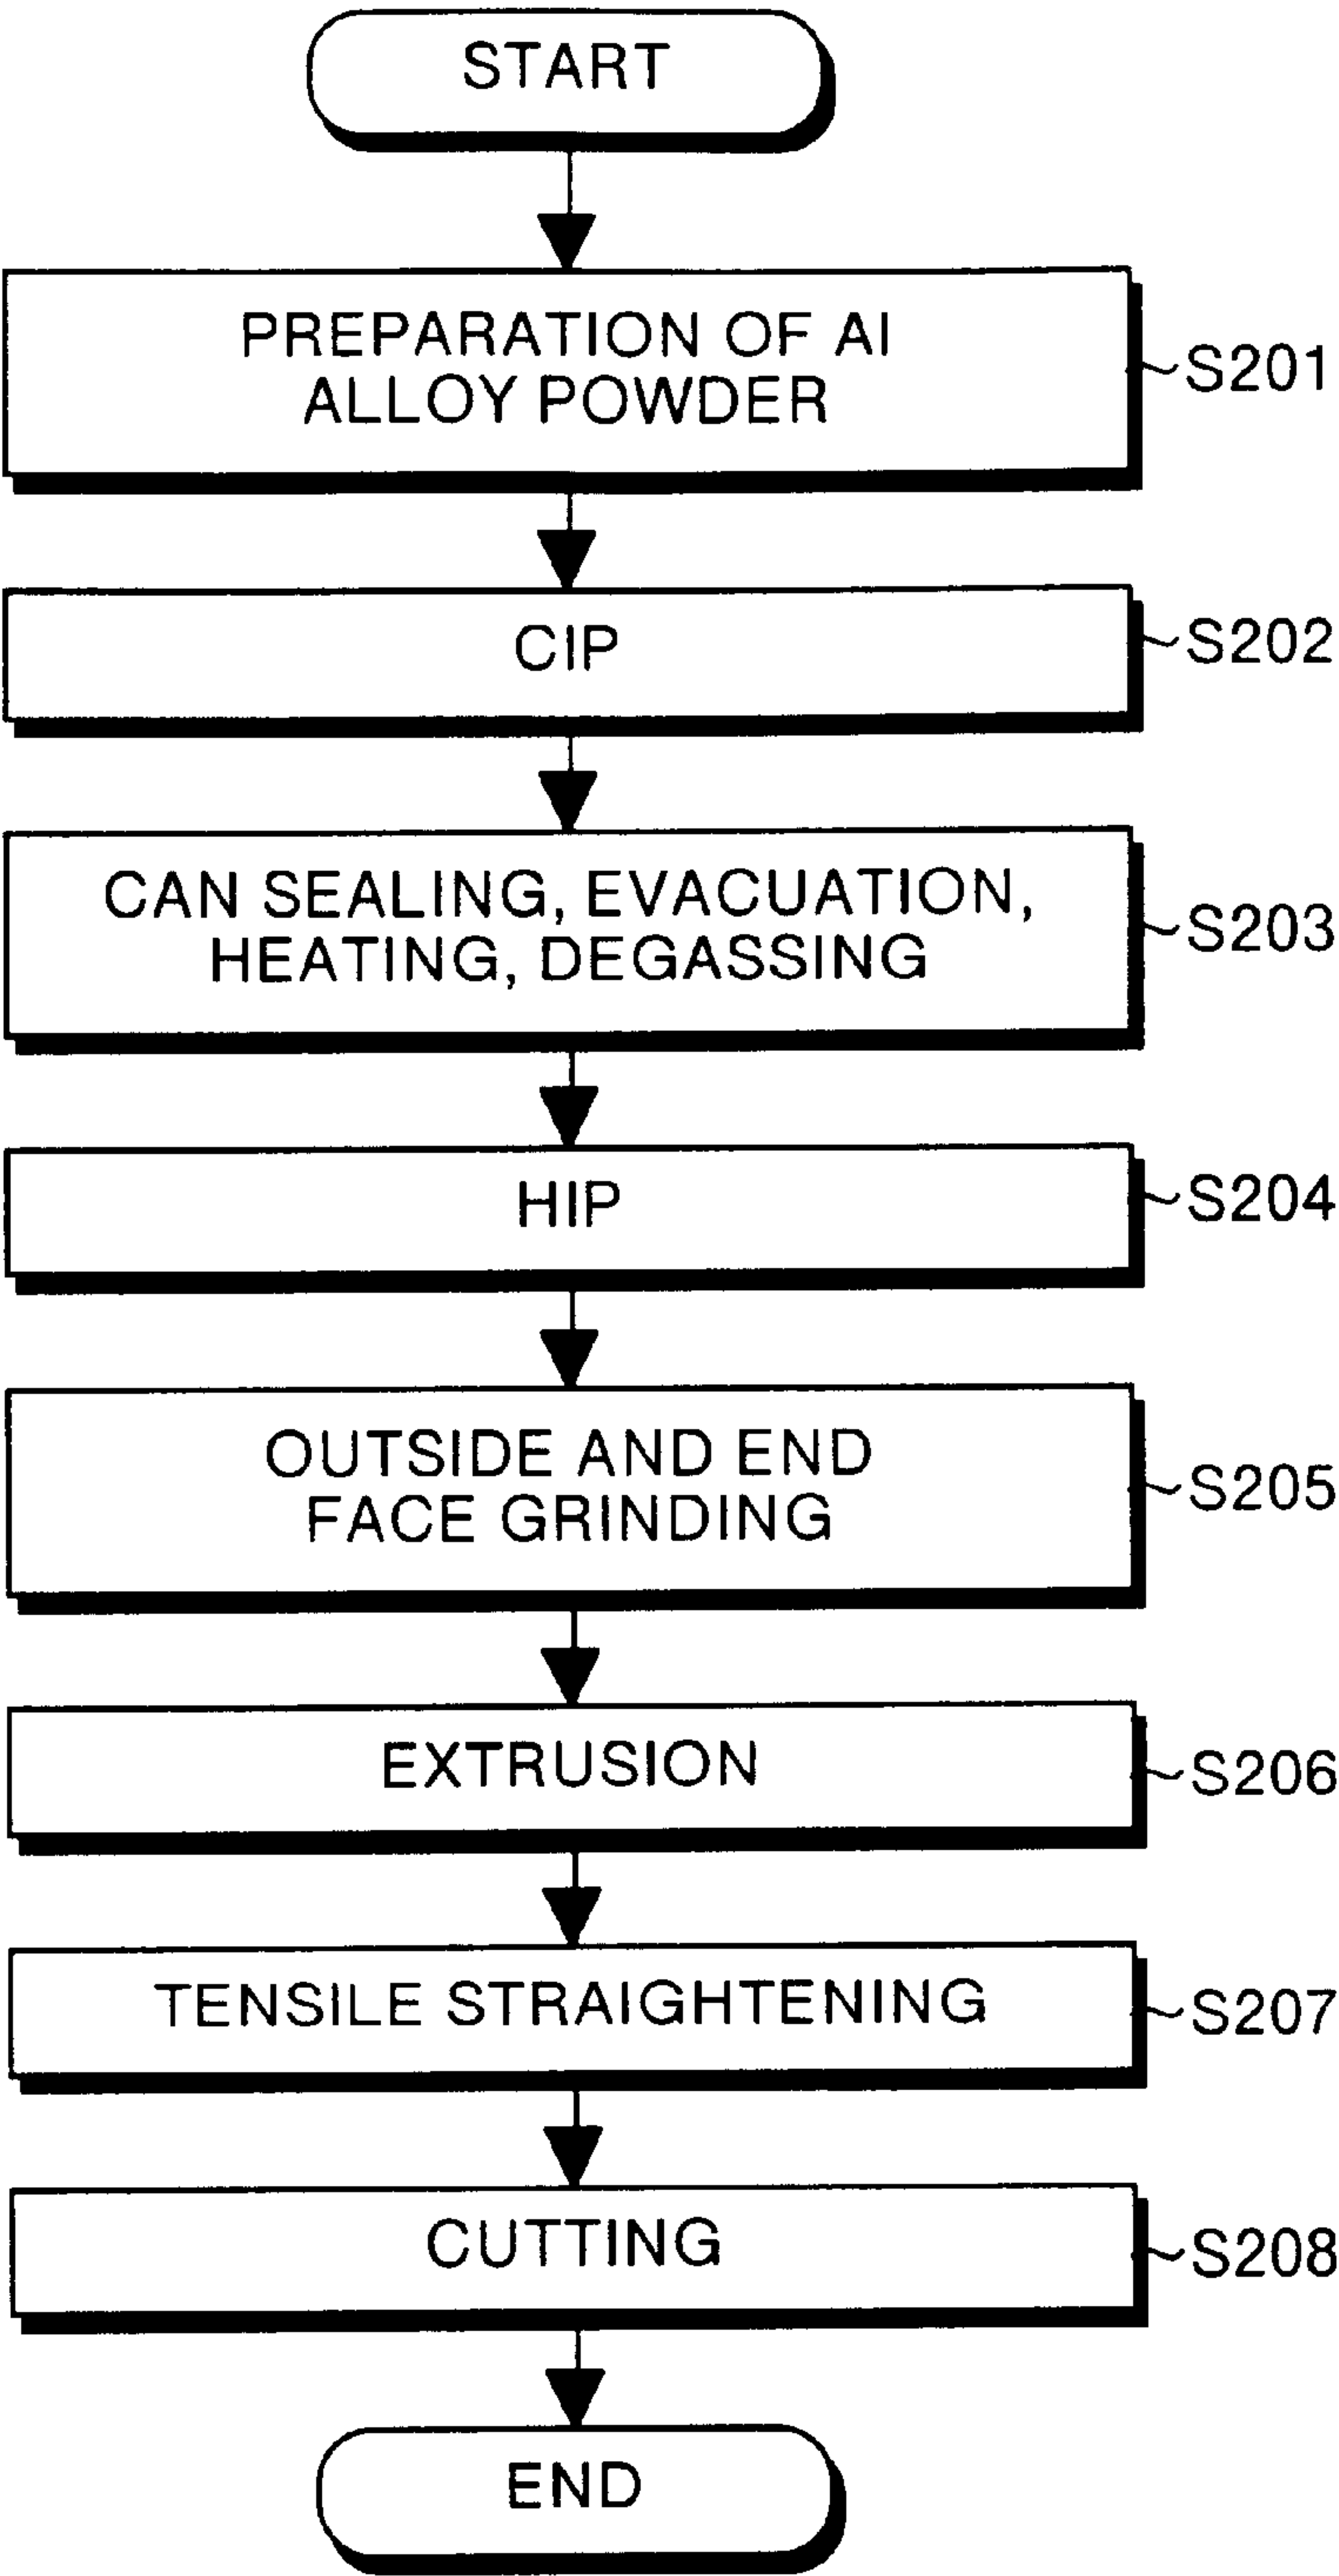 START
PREPARATION OF Al
ALLOY POWDER
S201
CIP
S202
CAN SEALING, EVACUATION,
HEATING, DEGASSING
S203
HIP
S204
OUTSIDE AND END
FACE GRINDING
S205
EXTRUSION
S206
TENSILE STRAIGHTENING
S207
CUTTING
S208
END